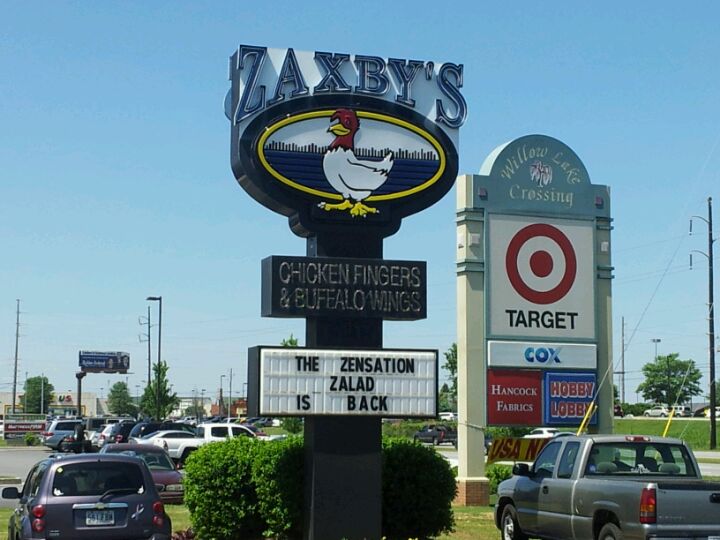 ZAXBY'S
CHICKEN FINGERS
& BUFFALO WINGS
THE ZENSATION
ZALAD
IS BACK
Willow Lake
Crossing
TARGET
COX
HANCOCK
FABRICS
HOBBY
LOBBY
USA